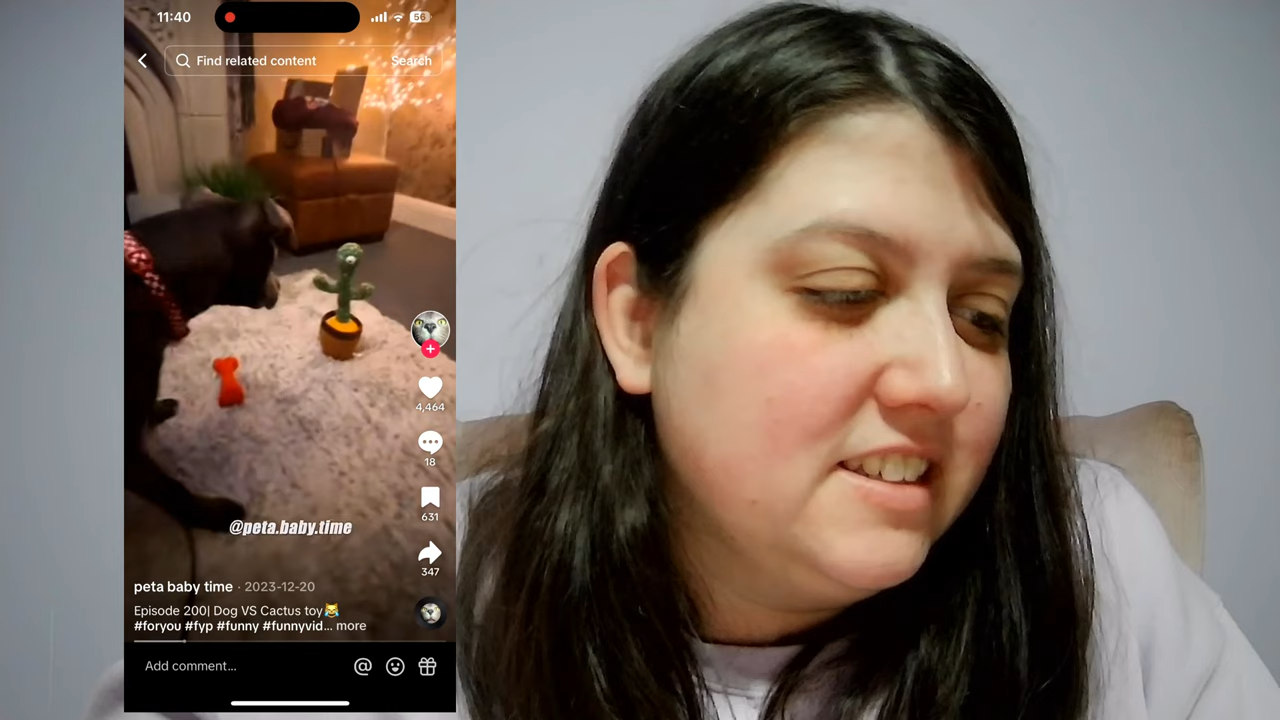 11:40
56
Find related content
Search
4,464
18
631
@peta.baby.time
347
peta baby time · 2023-12-20
Episode 200| Dog VS Cactus toy😹
#foryou #fyp #funny #funnyvid... more
Add comment...